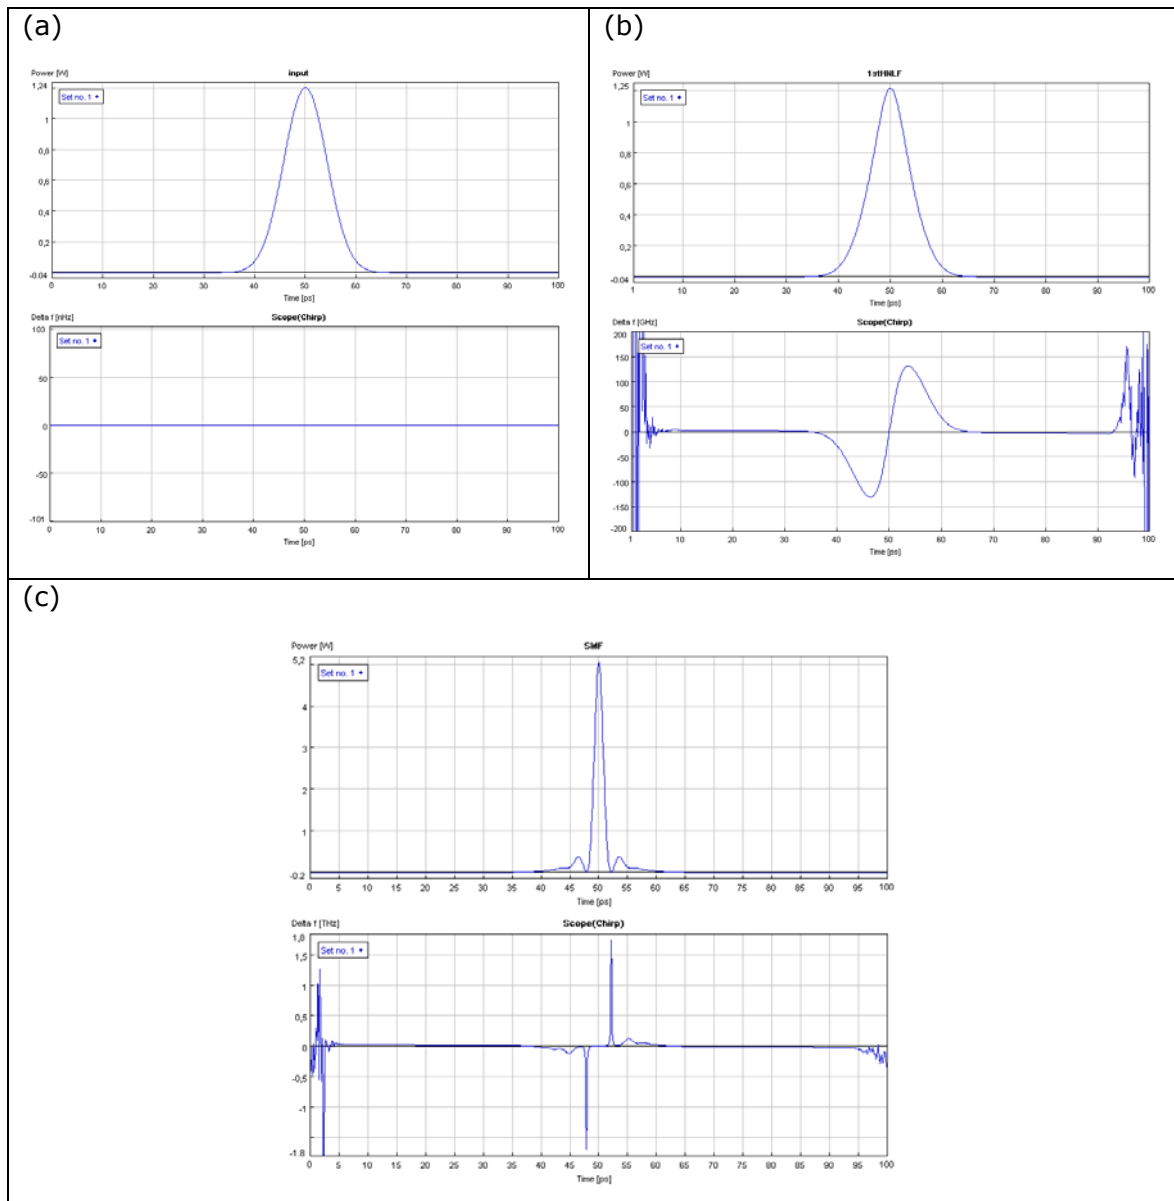 (a)
Power [W]
input
1,24
Set no. 1
1
0,8
0,6
0,4
0,2
-0.04
0 10 20 30 40 50 60 70 80 90 100
Time [ps]
Delta f [nHz]
Scope(Chirp)
103
Set no. 1
50
0
-50
-101
0 10 20 30 40 50 60 70 80 90 100
Time [ps]
(b)
Power [W]
1stHNLF
1,25
Set no. 1
1
0,8
0,6
0,4
0,2
-0.04
1 10 20 30 40 50 60 70 80 90 100
Time [ps]
Delta f [GHz]
Scope(Chirp)
200
Set no. 1
150
100
50
0
-50
-100
-150
-200
1 10 20 30 40 50 60 70 80 90 100
Time [ps]
(c)
Power [W]
SMF
5,2
Set no. 1
4
3
2
1
-0.2
0 5 10 15 20 25 30 35 40 45 50 55 60 65 70 75 80 85 90 95 100
Time [ps]
Delta f [THz]
Scope(Chirp)
1,8
Set no. 1
1,5
1
0,5
0
-0,5
-1
-1.8
0 5 10 15 20 25 30 35 40 45 50 55 60 65 70 75 80 85 90 95 100
Time [ps]